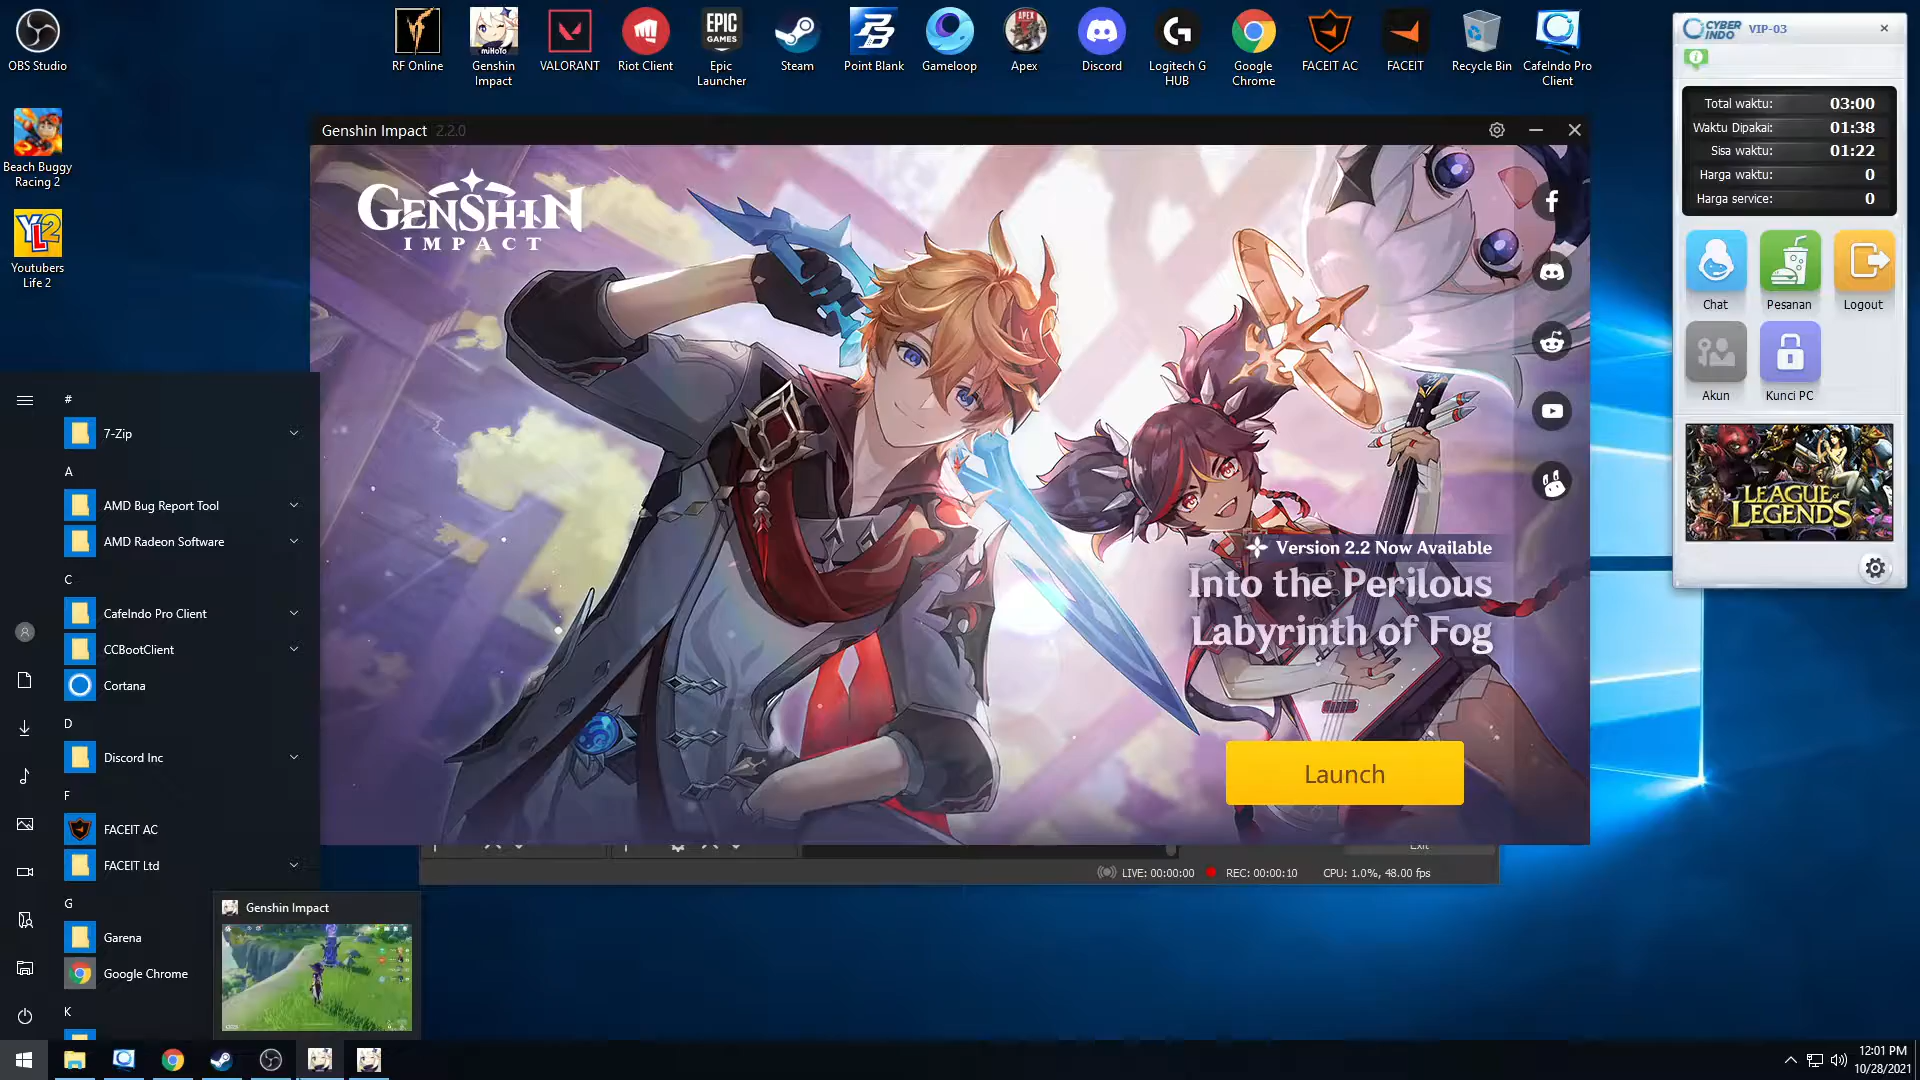 OBS Studio
RF Online
Genshin
Impact
VALORANT
Riot Client
EPIC
GAMES
Epic
Launcher
Steam
Point Blank
Gameloop
Apex
Discord
Logitech G
HUB
Google
Chrome
FACEIT AC
FACEIT
Recycle Bin
CafeIndo Pro
Client
Beach Buggy
Racing 2
YL2
Youtubers
Life 2
CYBER
INDO
VIP-03
Total waktu: 03:00
Waktu Dipakai: 01:38
Sisa waktu: 01:22
Harga waktu: 0
Harga service: 0
Chat
Pesanan
Logout
Akun
Kunci PC
LEAGUE of
LEGENDS
Genshin Impact 2.2.0
GENSHIN
IMPACT
Version 2.2 Now Available
Into the Perilous
Labyrinth of Fog
Launch
Exit
LIVE: 00:00:00
REC: 00:00:10
CPU: 1.0%, 48.00 fps
#
7-Zip
A
AMD Bug Report Tool
AMD Radeon Software
C
CafeIndo Pro Client
CCBootClient
Cortana
D
Discord Inc
F
FACEIT AC
FACEIT Ltd
G
Garena
Google Chrome
K
Genshin Impact
12:01 PM
10/28/2021